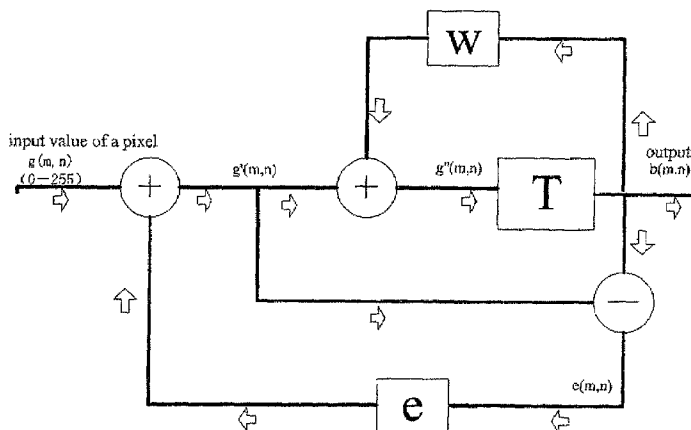 w
input value of a pixel
g(m, n)
(0−255)
+
g'(m,n)
+
g"(m,n)
T
output
b(m.n)
−
e(m,n)
e